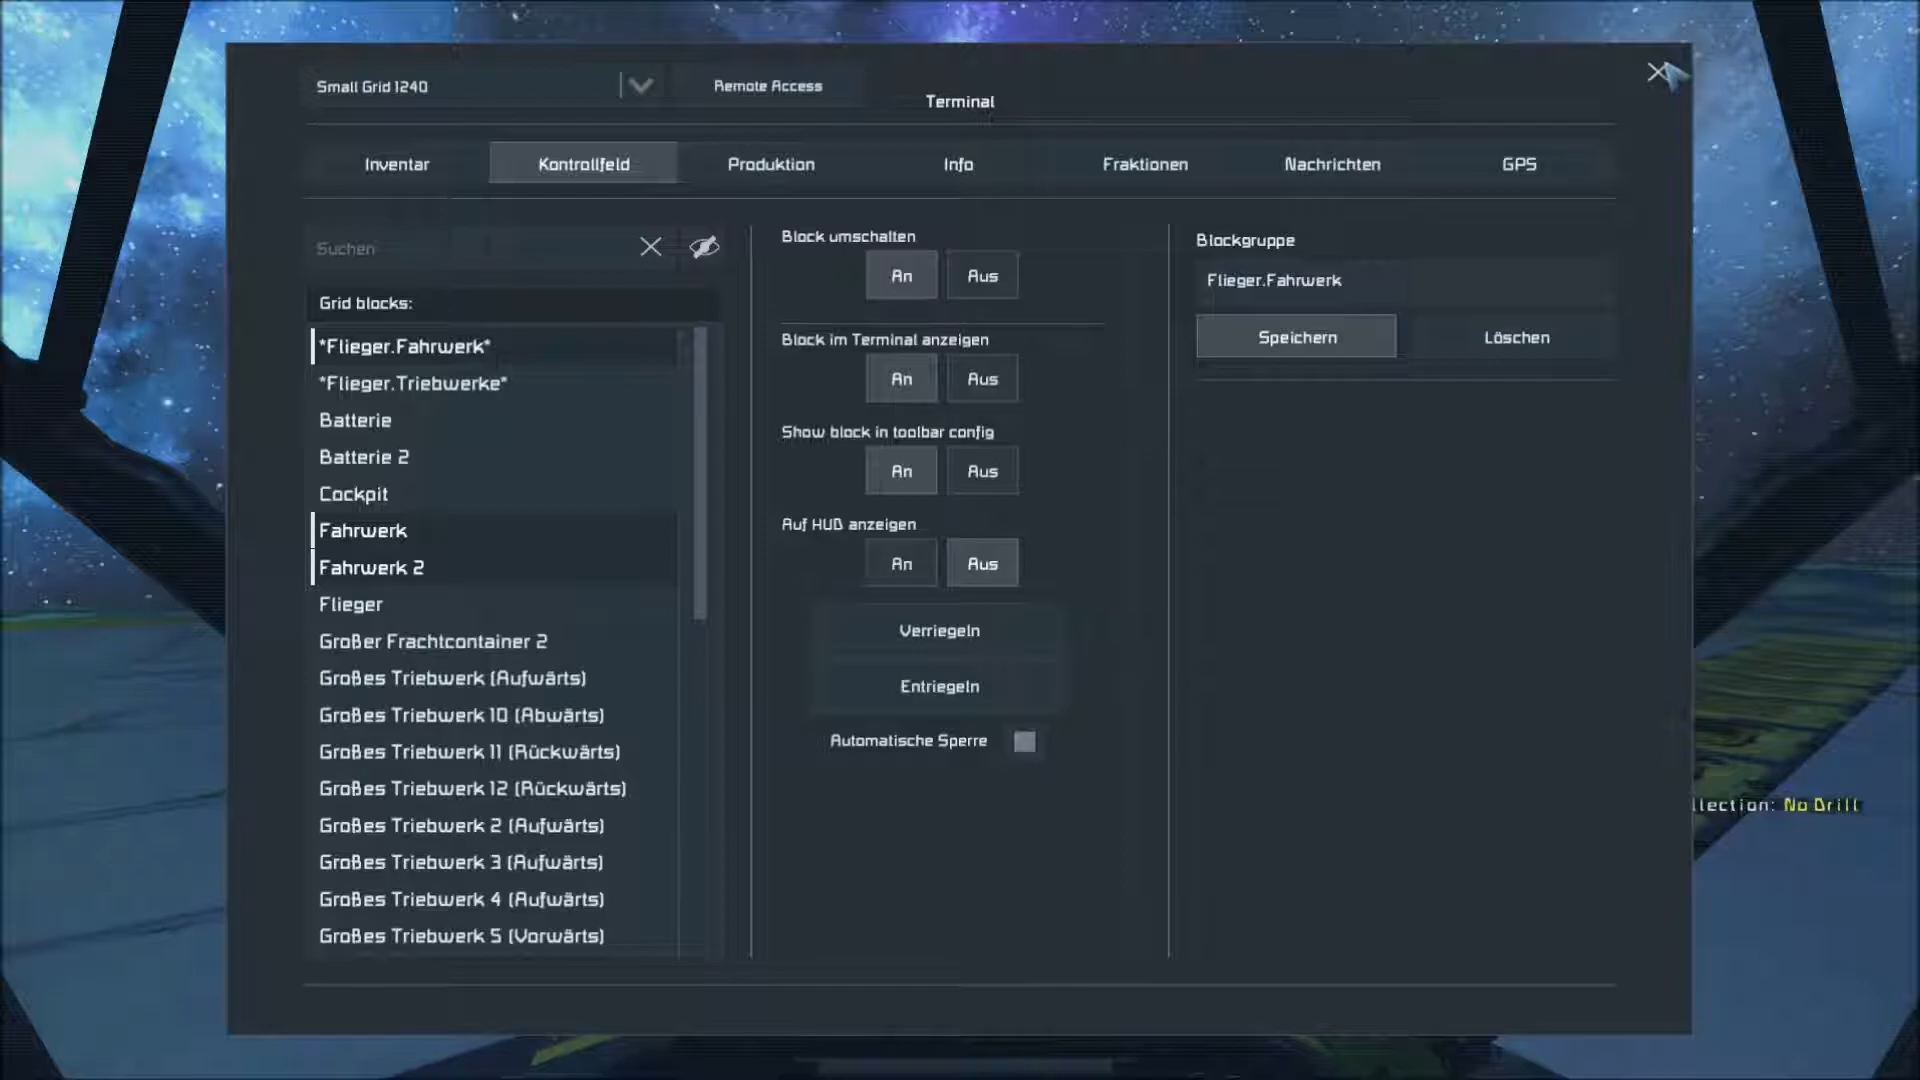 Small Grid 1240
Remote Access
Terminal
Inventar
Kontrollfeld
Produktion
Info
Fraktionen
Nachrichten
GPS
Suchen
Grid blocks:
*Flieger.Fahrwerk*
*Flieger.Triebwerke*
Batterie
Batterie 2
Cockpit
Fahrwerk
Fahrwerk 2
Flieger
Großer Frachtcontainer 2
Großes Triebwerk (Aufwärts)
Großes Triebwerk 10 (Abwärts)
Großes Triebwerk 11 (Rückwärts)
Großes Triebwerk 12 (Rückwärts)
Großes Triebwerk 2 (Aufwärts)
Großes Triebwerk 3 (Aufwärts)
Großes Triebwerk 4 (Aufwärts)
Großes Triebwerk 5 (Vorwärts)
Block umschalten
An Aus
Block im Terminal anzeigen
An Aus
Show block in toolbar config
An Aus
Auf HUD anzeigen
An Aus
Verriegeln
Entriegeln
Automatische Sperre
Blockgruppe
Flieger.Fahrwerk
Speichern
Löschen
llection: No Drill